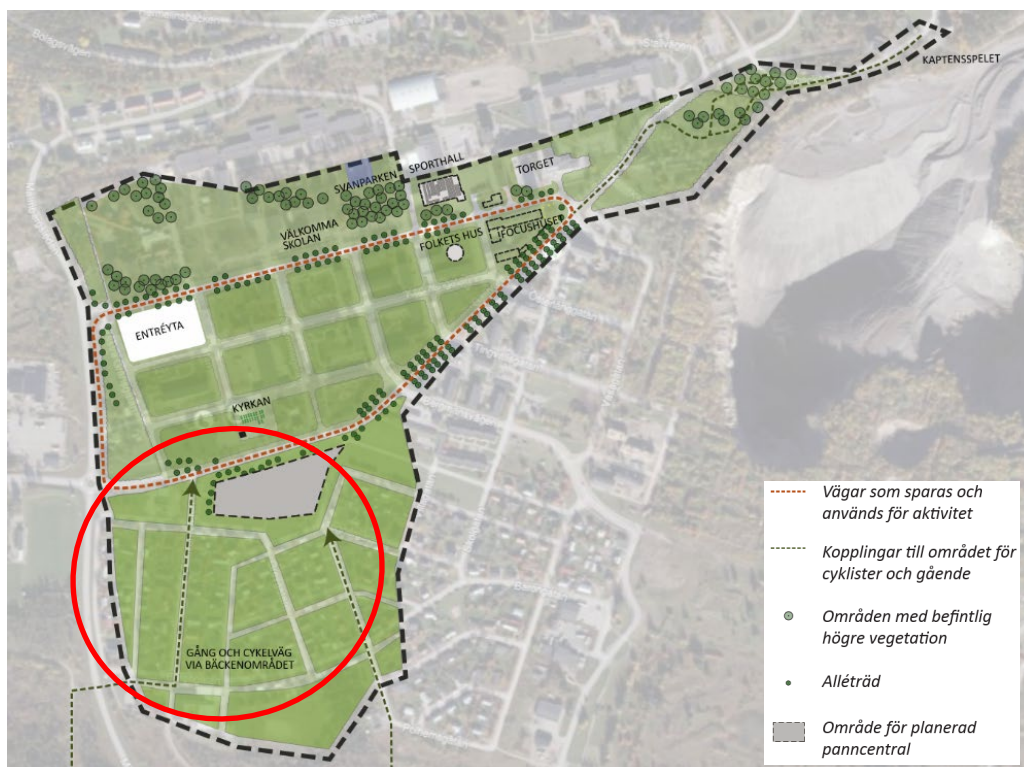 KAPTENSSPELET
SPORTHALL
TORGET
SVANPARKEN
VÄLKOMMA
SKOLAN
FOLKETS HUS
FOCUSHUSET
ENTRÉYTA
KYRKAN
GÅNG OCH CYKELVÄG
VIA BÄCKENOMRÅDET
Vägar som sparas och
används för aktivitet
Kopplingar till området för
cyklister och gående
Områden med befintlig
högre vegetation
Alléträd
Område för planerad
panncentral